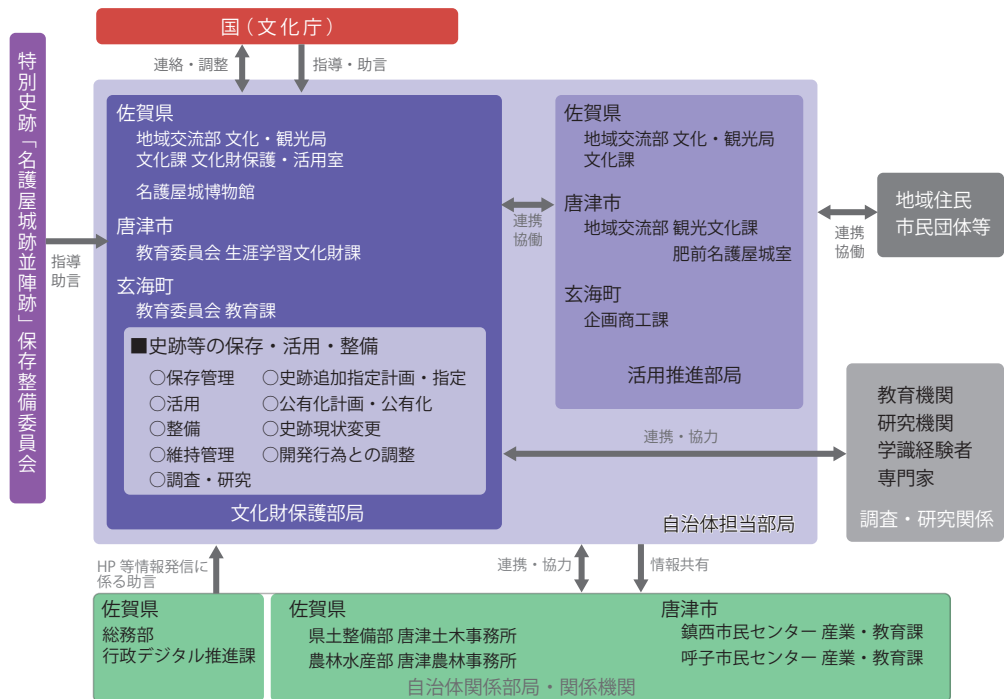 国（文化庁）
連絡・調整
指導・助言
特別史跡「名護屋城跡並陣跡」保存整備委員会
指導
助言
佐賀県
地域交流部 文化・観光局
文化課 文化財保護・活用室
名護屋城博物館
唐津市
教育委員会 生涯学習文化財課
玄海町
教育委員会 教育課
■史跡等の保存・活用・整備
○保存管理
○活用
○整備
○維持管理
○調査・研究
○史跡追加指定計画・指定
○公有化計画・公有化
○史跡現状変更
○開発行為との調整
文化財保護部局
連携
協働
佐賀県
地域交流部 文化・観光局
文化課
唐津市
地域交流部 観光文化課
肥前名護屋城室
玄海町
企画商工課
活用推進部局
連携
協働
地域住民
市民団体等
連携・協力
教育機関
研究機関
学識経験者
専門家
調査・研究関係
自治体担当部局
HP 等情報発信に
係る助言
連携・協力
情報共有
佐賀県
総務部
行政デジタル推進課
佐賀県
県土整備部 唐津土木事務所
農林水産部 唐津農林事務所
唐津市
鎮西市民センター 産業・教育課
呼子市民センター 産業・教育課
自治体関係部局・関係機関